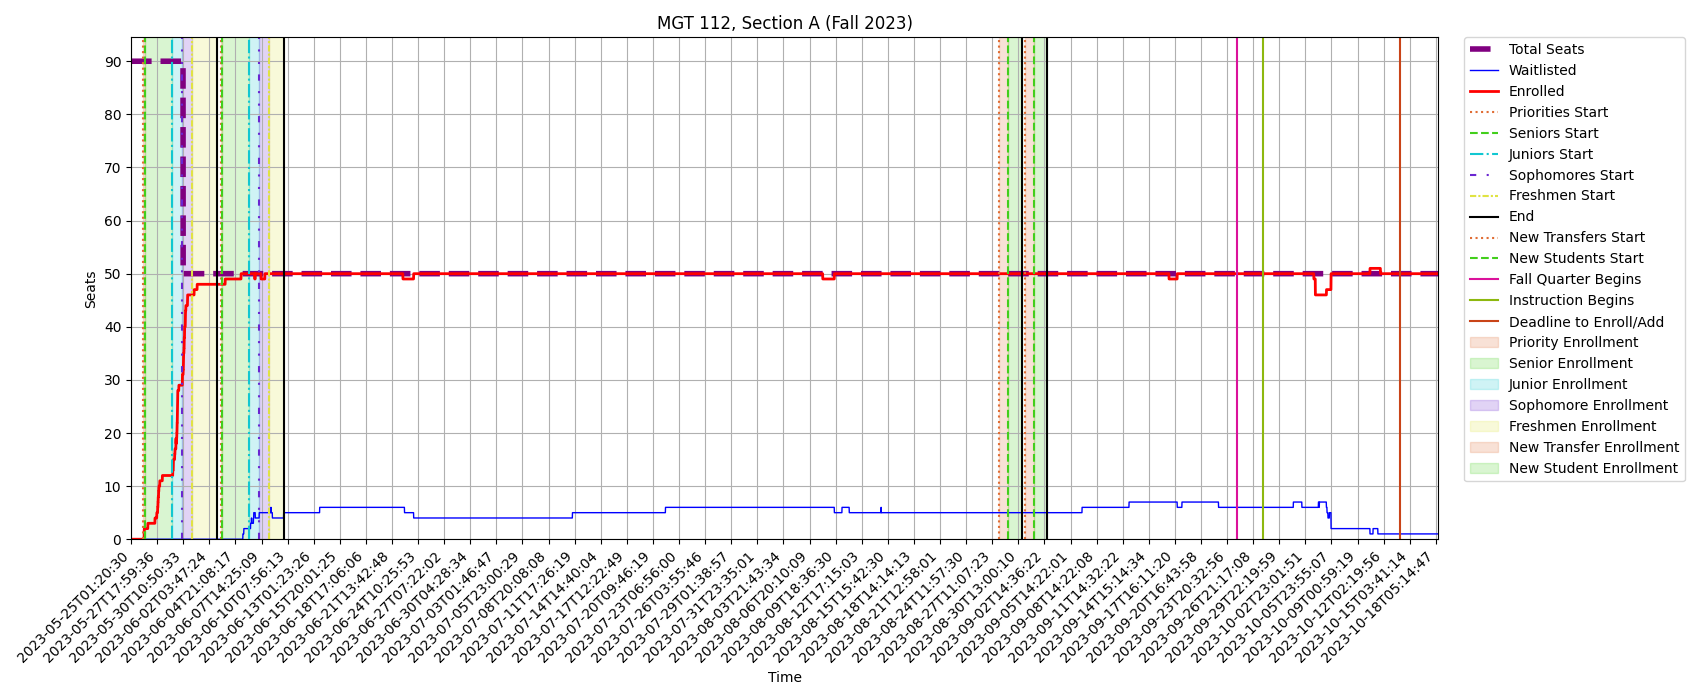 MGT 112, Section A (Fall 2023)
Seats
90
80
70
60
50
40
30
20
10
0
2023-05-25T01:20:30
2023-05-27T17:59:36
2023-05-30T10:50:33
2023-06-02T03:47:24
2023-06-04T21:08:17
2023-06-07T14:25:09
2023-06-10T07:56:13
2023-06-13T01:23:26
2023-06-15T20:01:25
2023-06-18T17:06:06
2023-06-21T13:42:48
2023-06-24T10:25:53
2023-06-27T07:22:02
2023-06-30T04:28:34
2023-07-03T01:46:47
2023-07-05T23:00:29
2023-07-08T20:08:08
2023-07-11T17:26:19
2023-07-14T14:40:04
2023-07-17T12:22:49
2023-07-20T09:46:19
2023-07-23T06:56:00
2023-07-26T03:55:46
2023-07-29T01:38:57
2023-07-31T23:35:01
2023-08-03T21:43:34
2023-08-06T20:10:09
2023-08-09T18:36:30
2023-08-12T17:15:03
2023-08-15T15:42:30
2023-08-18T14:14:13
2023-08-21T12:58:01
2023-08-24T11:57:30
2023-08-27T11:07:23
2023-08-30T13:00:10
2023-09-02T14:36:22
2023-09-05T14:22:01
2023-09-08T14:22:08
2023-09-11T14:32:22
2023-09-14T15:14:34
2023-09-17T16:11:20
2023-09-20T16:43:58
2023-09-23T20:32:56
2023-09-26T21:17:08
2023-09-29T22:19:59
2023-10-02T23:01:51
2023-10-05T23:55:07
2023-10-09T00:59:19
2023-10-12T02:19:56
2023-10-15T03:41:14
2023-10-18T05:14:47
Time
Total Seats
Waitlisted
Enrolled
Priorities Start
Seniors Start
Juniors Start
Sophomores Start
Freshmen Start
End
New Transfers Start
New Students Start
Fall Quarter Begins
Instruction Begins
Deadline to Enroll/Add
Priority Enrollment
Senior Enrollment
Junior Enrollment
Sophomore Enrollment
Freshmen Enrollment
New Transfer Enrollment
New Student Enrollment